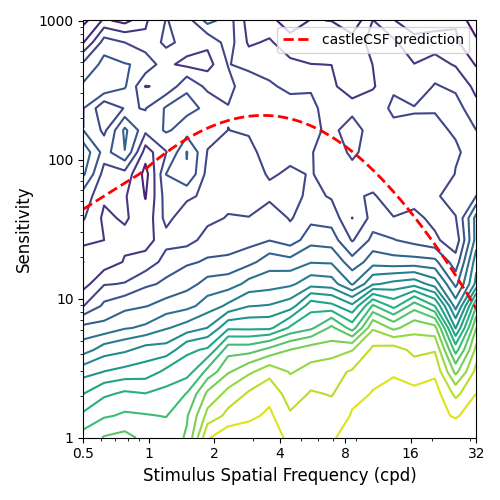 castleCSF prediction
1000
100
10
1
Sensitivity
0.5 1 2 4 8 16 32
Stimulus Spatial Frequency (cpd)